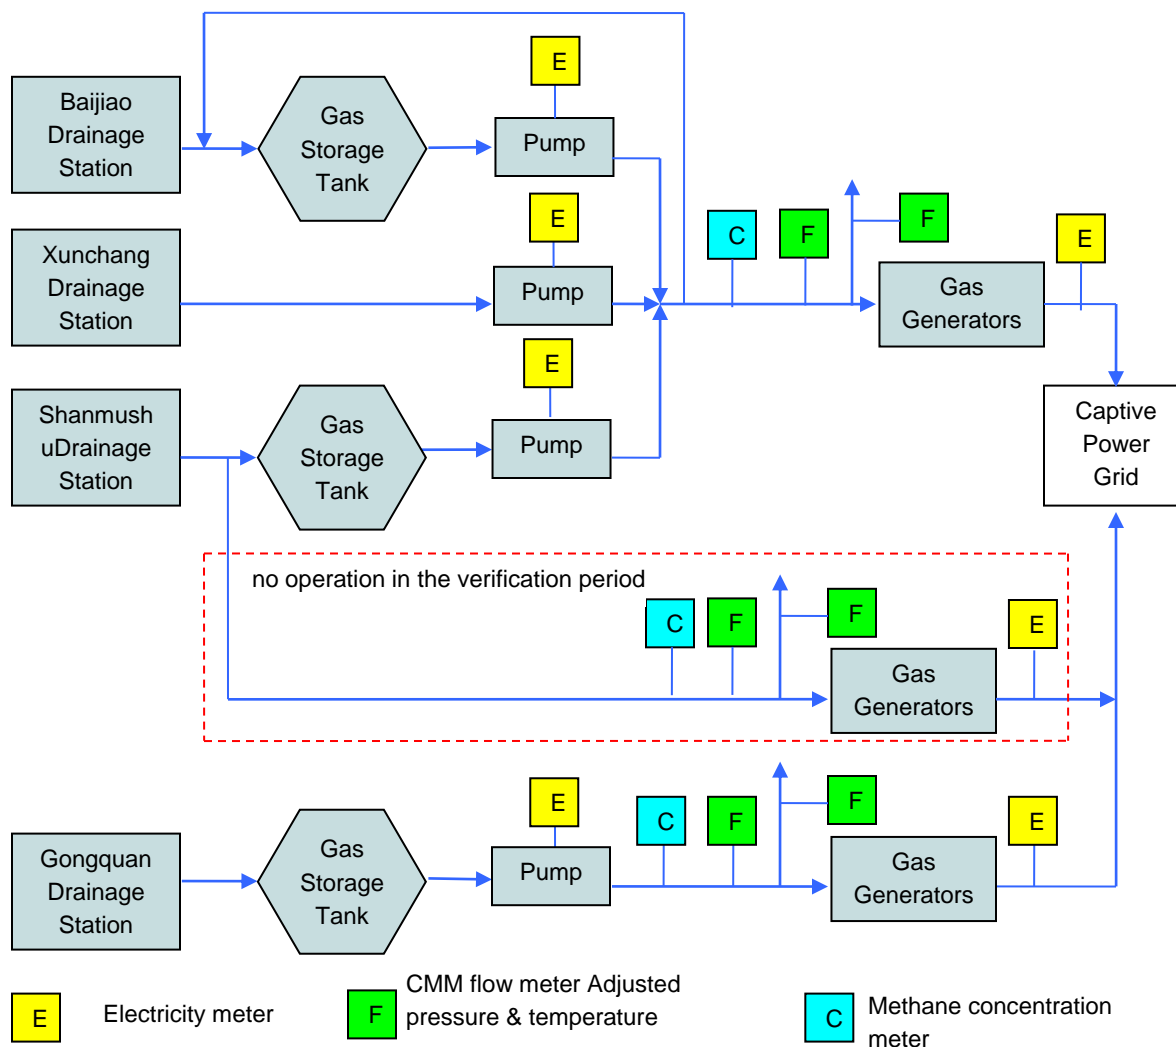 Baijiao
Drainage
Station
Gas
Storage
Tank
E
Pump
Xunchang
Drainage
Station
E
Pump
C
F
F
Gas
Generators
E
Shanmush
uDrainage
Station
Gas
Storage
Tank
E
Pump
Captive
Power
Grid
no operation in the verification period
C
F
F
Gas
Generators
E
Gongquan
Drainage
Station
Gas
Storage
Tank
E
Pump
C
F
F
Gas
Generators
E
E
Electricity meter
F
CMM flow meter Adjusted
pressure & temperature
C
Methane concentration
meter